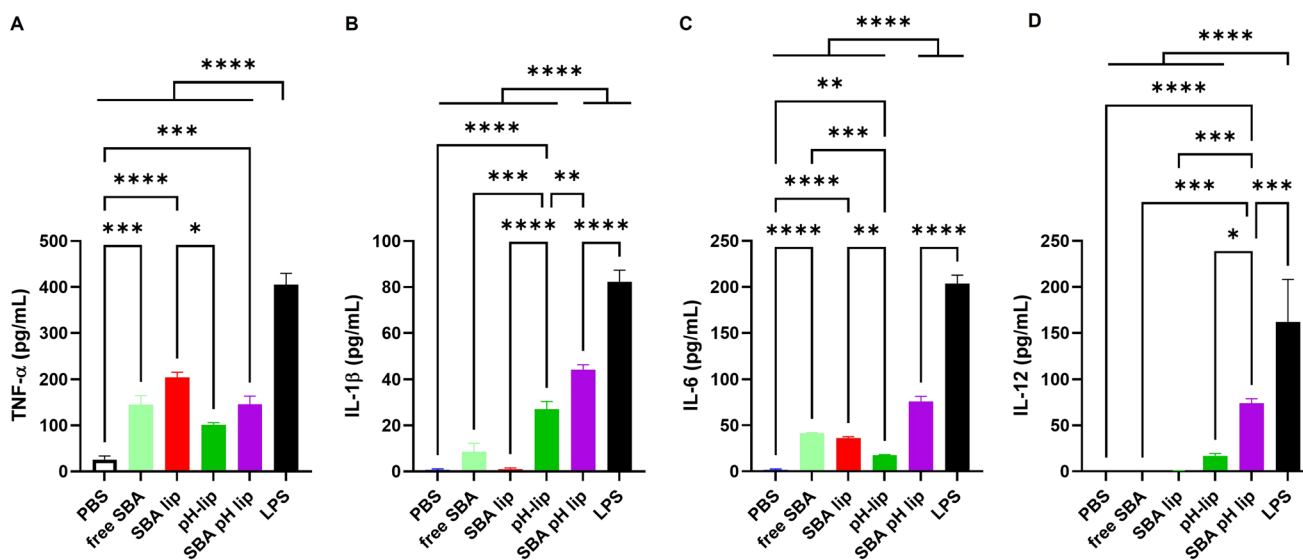 A
B
C
D
****
****
****
****
***
****
***
*
****
***
**
****
****
**
***
****
****
**
****
****
***
***
***
*
TNF-α (pg/mL)
500
400
300
200
100
0
PBS
free SBA
SBA lip
pH-lip
SBA pH lip
LPS
IL-1β (pg/mL)
100
80
60
40
20
0
PBS
free SBA
SBA lip
pH-lip
SBA pH lip
LPS
IL-6 (pg/mL)
250
200
150
100
50
0
PBS
free SBA
SBA lip
pH-lip
SBA pH lip
LPS
IL-12 (pg/mL)
250
200
150
100
50
0
PBS
free SBA
SBA lip
pH-lip
SBA pH lip
LPS